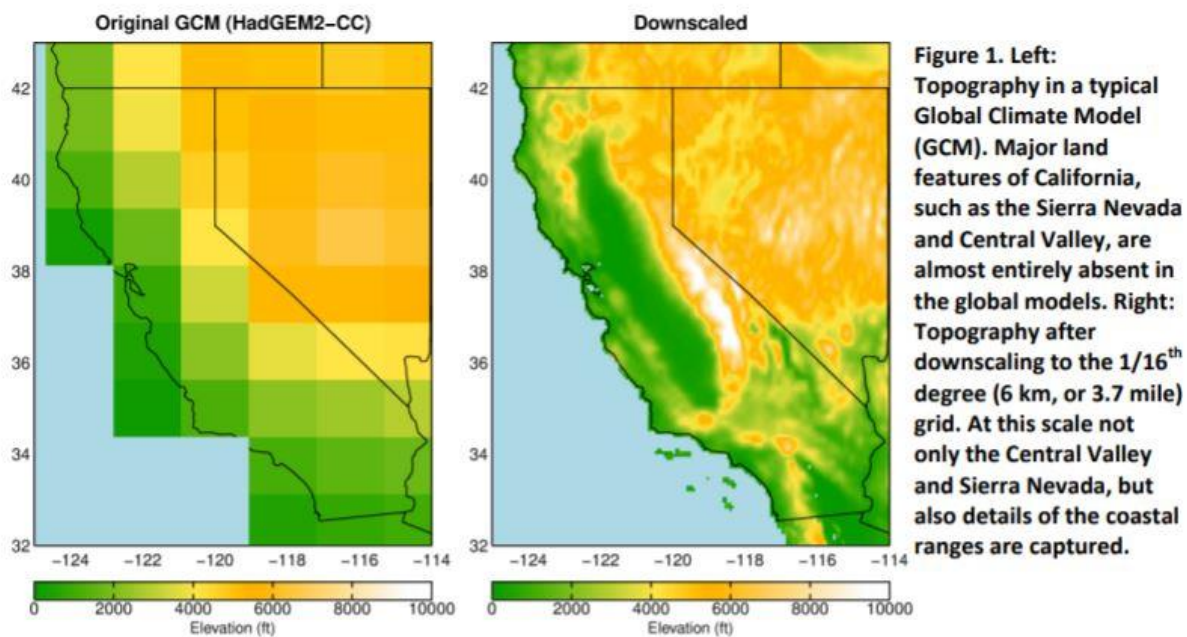 Original GCM (HadGEM2-CC)
42
40
38
36
34
32
-124
-122
-120
-118
-116
-114
0
2000
4000
6000
8000
10000
Elevation (ft)
Downscaled
42
40
38
36
34
32
-124
-122
-120
-118
-116
-114
0
2000
4000
6000
8000
10000
Elevation (ft)
Figure 1. Left:
Topography in a typical
Global Climate Model
(GCM). Major land
features of California,
such as the Sierra Nevada
and Central Valley, are
almost entirely absent in
the global models. Right:
Topography after
downscaling to the 1/16th
degree (6 km, or 3.7 mile)
grid. At this scale not
only the Central Valley
and Sierra Nevada, but
also details of the coastal
ranges are captured.